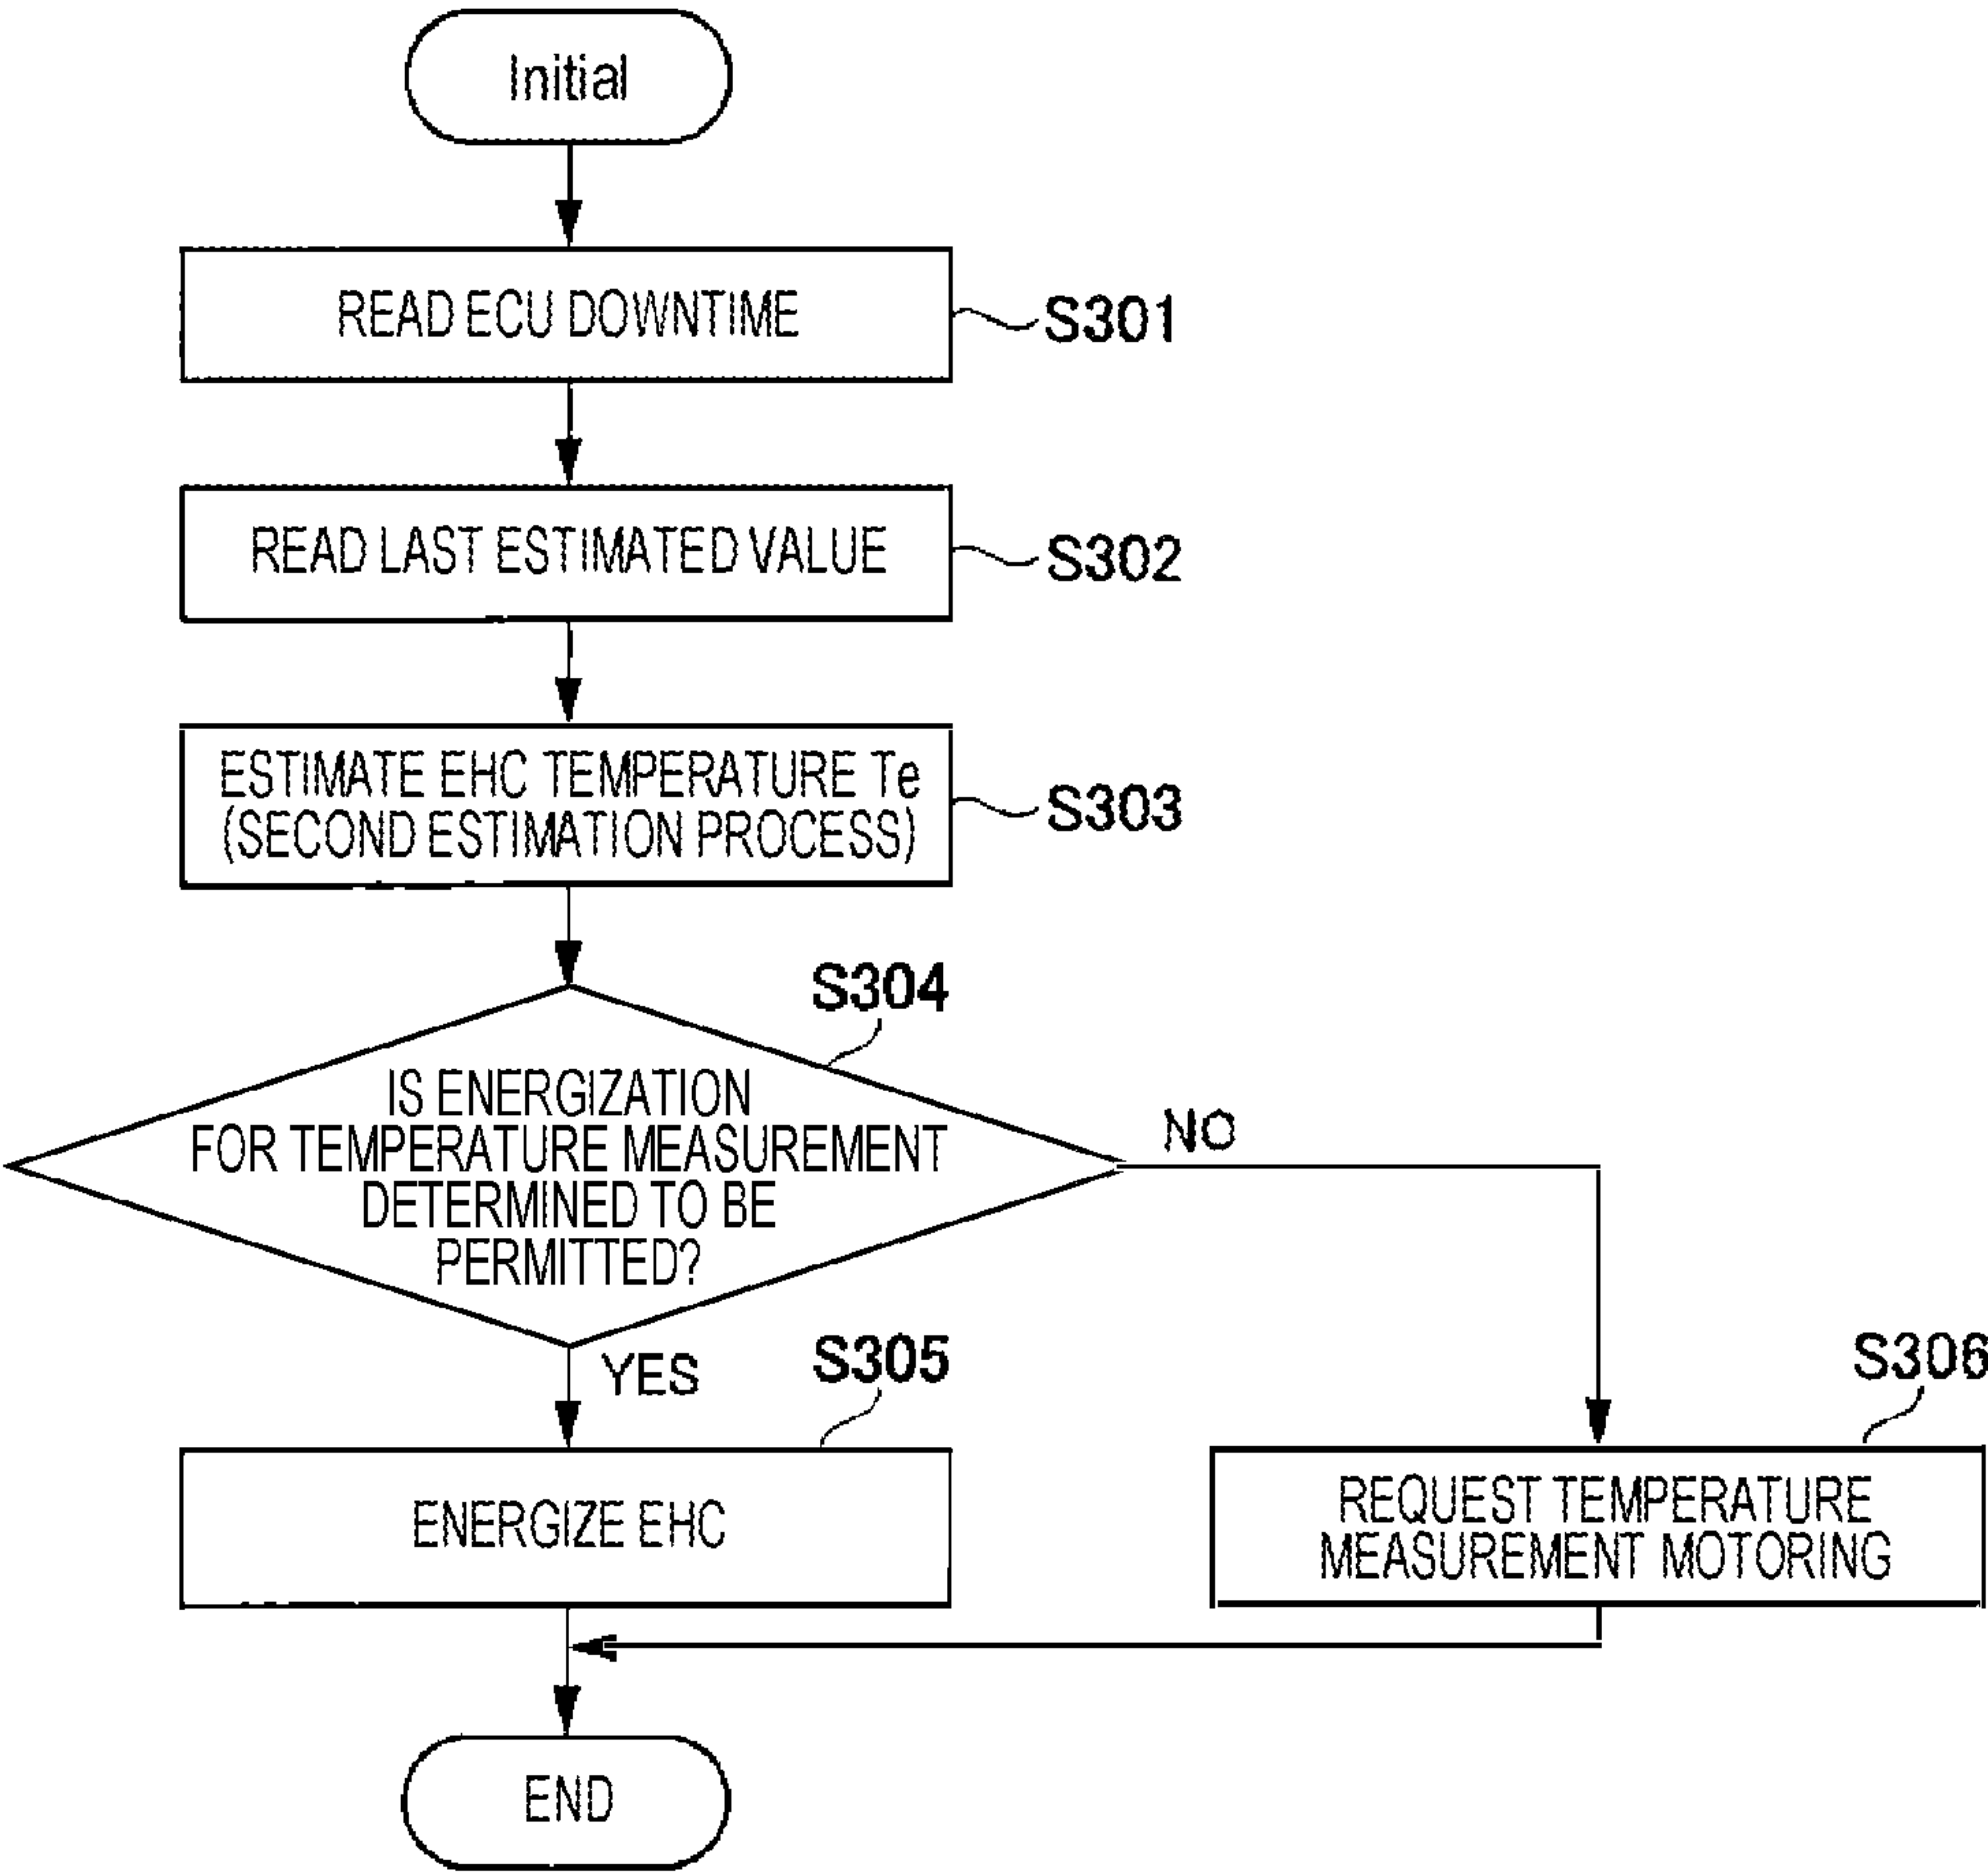 Initial
READ ECU DOWNTIME
S301
READ LAST ESTIMATED VALUE
S302
ESTIMATE EHC TEMPERATURE Te
(SECOND ESTIMATION PROCESS)
S303
S304
IS ENERGIZATION
FOR TEMPERATURE MEASUREMENT
DETERMINED TO BE
PERMITTED?
NO
YES
S305
ENERGIZE EHC
S306
REQUEST TEMPERATURE
MEASUREMENT MOTORING
END